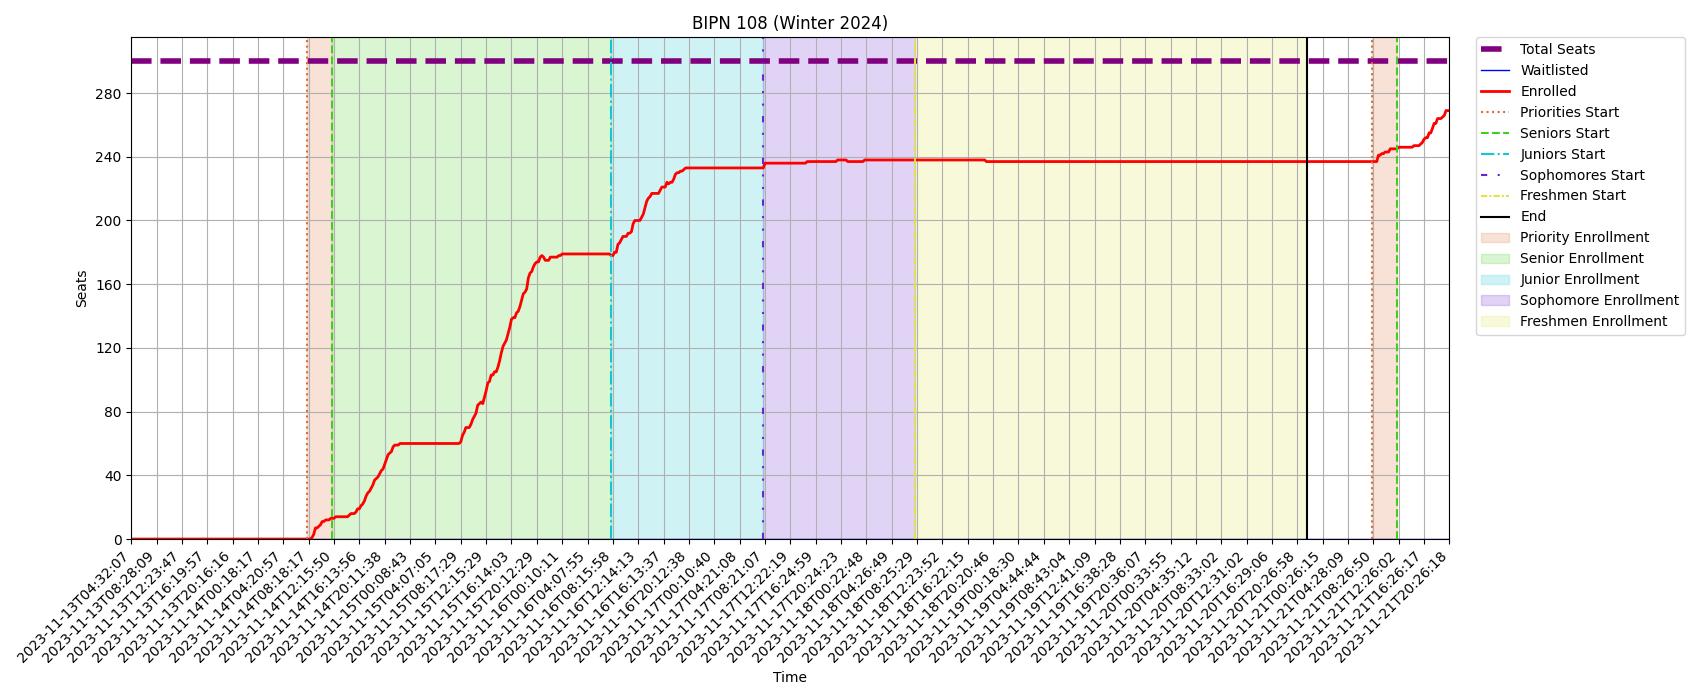 BIPN 108 (Winter 2024)
Total Seats
Waitlisted
Enrolled
Priorities Start
Seniors Start
Juniors Start
Sophomores Start
Freshmen Start
End
Priority Enrollment
Senior Enrollment
Junior Enrollment
Sophomore Enrollment
Freshmen Enrollment
Seats
280
240
200
160
120
80
40
0
2023-11-13T04:32:07
2023-11-13T08:28:09
2023-11-13T12:23:47
2023-11-13T16:19:57
2023-11-13T20:16:16
2023-11-14T00:18:17
2023-11-14T04:20:57
2023-11-14T08:18:17
2023-11-14T12:15:50
2023-11-14T16:13:56
2023-11-14T20:11:38
2023-11-15T00:08:43
2023-11-15T04:07:05
2023-11-15T08:17:29
2023-11-15T12:15:29
2023-11-15T16:14:03
2023-11-15T20:12:29
2023-11-16T00:10:11
2023-11-16T04:07:55
2023-11-16T08:15:58
2023-11-16T12:14:13
2023-11-16T16:13:37
2023-11-16T20:12:38
2023-11-17T00:10:40
2023-11-17T04:21:08
2023-11-17T08:21:07
2023-11-17T12:22:19
2023-11-17T16:24:59
2023-11-17T20:24:23
2023-11-18T00:22:48
2023-11-18T04:26:49
2023-11-18T08:25:29
2023-11-18T12:23:52
2023-11-18T16:22:15
2023-11-18T20:20:46
2023-11-19T00:18:30
2023-11-19T04:44:44
2023-11-19T08:43:04
2023-11-19T12:41:09
2023-11-19T16:38:28
2023-11-19T20:36:07
2023-11-20T00:33:55
2023-11-20T04:35:12
2023-11-20T08:33:02
2023-11-20T12:31:02
2023-11-20T16:29:06
2023-11-20T20:26:58
2023-11-21T00:26:15
2023-11-21T04:28:09
2023-11-21T08:26:50
2023-11-21T12:26:02
2023-11-21T16:26:17
2023-11-21T20:26:18
Time